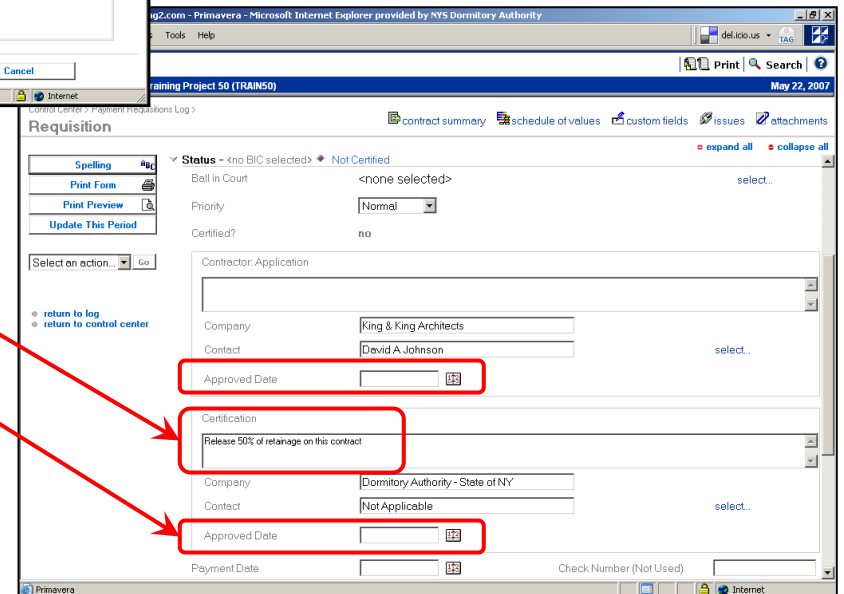 g2.com - Primavera - Microsoft Internet Explorer provided by NYS Dormitory Authority
Tools Help
del.icio.us TAG
Cancel
Print Search
Internet
raining Project 50 (TRAIN50) May 22, 2007
Control Center > Payment Requisitions Log >
Requisition
contract summary schedule of values custom fields issues attachments
expand all collapse all
Spelling ABC
Print Form
Print Preview
Update This Period
Select an action... Go
return to log
return to control center
Status - <no BIC selected> Not Certified
Ball in Court <none selected> select...
Priority Normal
Certified? no
Contractor: Application
Company King & King Architects
Contact David A Johnson select...
Approved Date
Certification
Release 50% of retainage on this contract
Company Dormitory Authority - State of NY
Contact Not Applicable select...
Approved Date
Payment Date Check Number (Not Used)
Primavera Internet